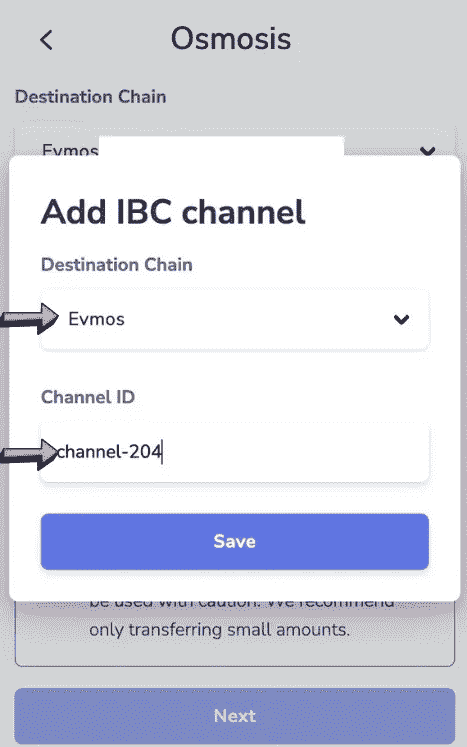 Osmosis
Destination Chain
Evmos
Add IBC channel
Destination Chain
Evmos
Channel ID
channel-204
Save
be used with caution. We recommend
only transferring small amounts.
Next